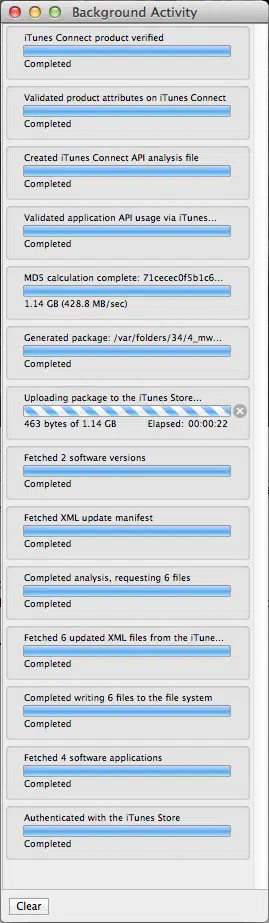 Background Activity
iTunes Connect product verified
Completed
Validated product attributes on iTunes Connect
Completed
Created iTunes Connect API analysis file
Completed
Validated application API usage via iTunes...
Completed
MD5 calculation complete: 71cecec0f5b1c6...
1.14 GB (428.8 MB/sec)
Generated package: /var/folders/34/4_mw...
Completed
Uploading package to the iTunes Store...
463 bytes of 1.14 GB Elapsed: 00:00:22
Fetched 2 software versions
Completed
Fetched XML update manifest
Completed
Completed analysis, requesting 6 files
Completed
Fetched 6 updated XML files from the iTune...
Completed
Completed writing 6 files to the file system
Completed
Fetched 4 software applications
Completed
Authenticated with the iTunes Store
Completed
Clear